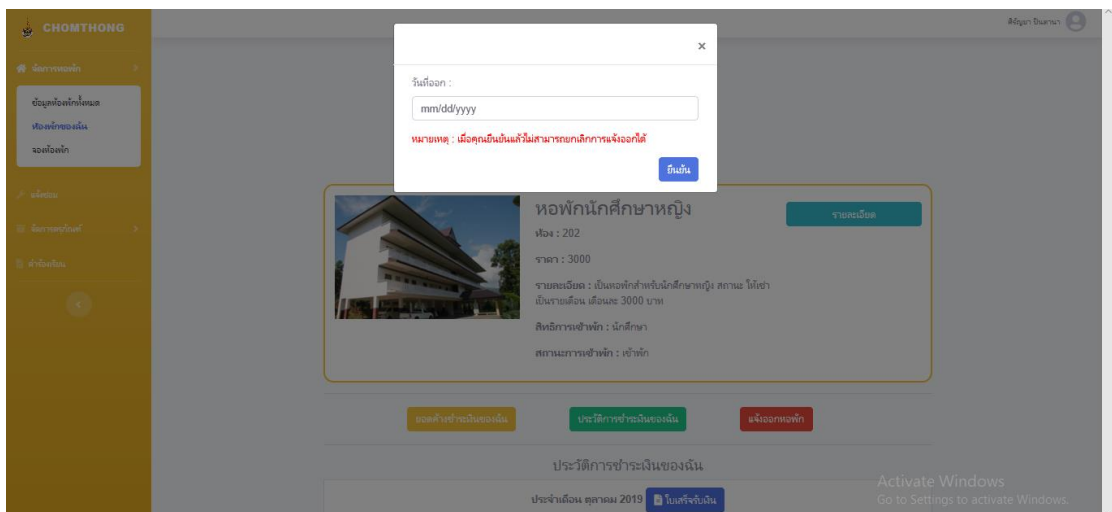 CHOMTHONG
จัดการหอพัก
ข้อมูลห้องพักทั้งหมด
ห้องพักของฉัน
จองห้องพัก
แจ้งซ่อม
จัดการครุภัณฑ์
คำร้องเรียน
×
วันที่ออก :
mm/dd/yyyy
หมายเหตุ : เมื่อคุณยืนยันแล้วไม่สามารถยกเลิกการแจ้งออกได้
ยืนยัน
หอพักนักศึกษาหญิง
รายละเอียด
ห้อง : 202
ราคา : 3000
รายละเอียด : เป็นหอพักสำหรับนักศึกษาหญิง สถานะ ให้เช่า
เป็นรายเดือน เดือนละ 3000 บาท
สิทธิการเข้าพัก : นักศึกษา
สถานะการเข้าพัก : เข้าพัก
ยอดค้างชำระเงินของฉัน
ประวัติการชำระเงินของฉัน
แจ้งออกหอพัก
ประวัติการชำระเงินของฉัน
ประจำเดือน ตุลาคม 2019 ใบเสร็จรับเงิน
Activate Windows
Go to Settings to activate Windows.